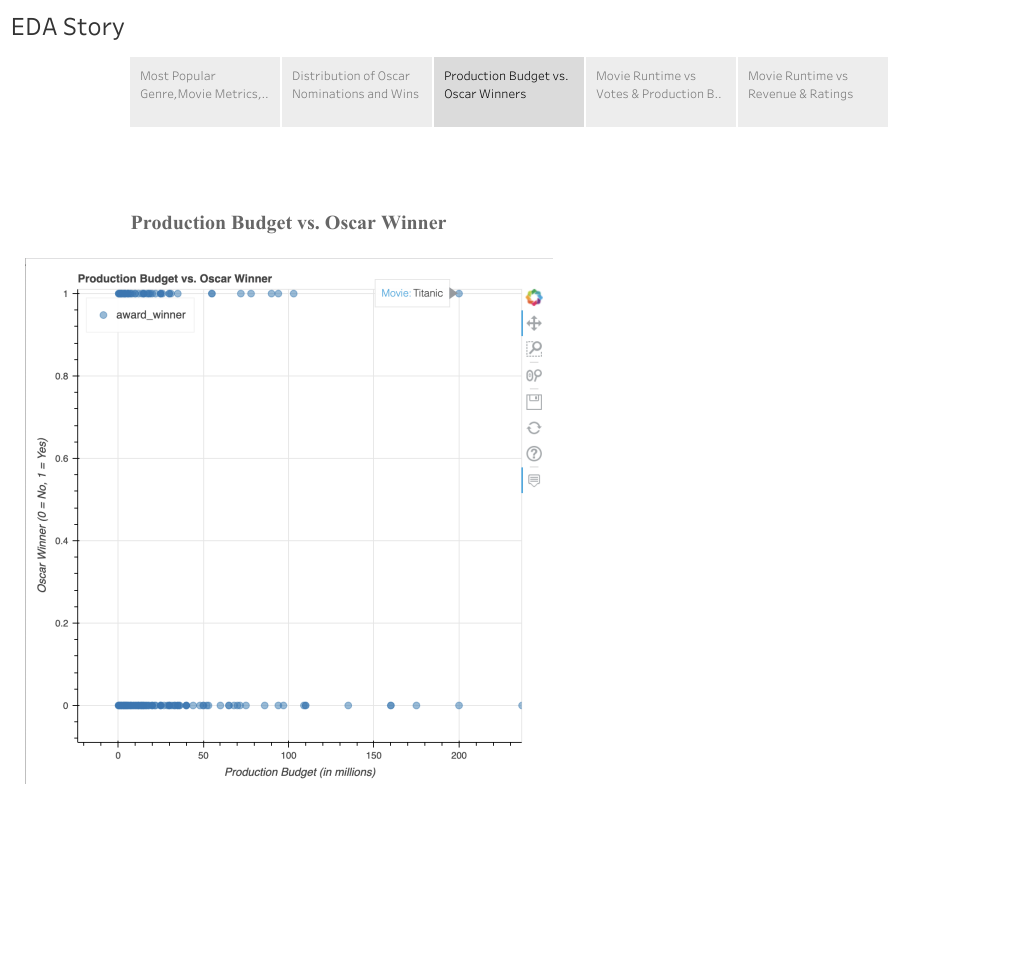 EDA Story
Most Popular
Genre,Movie Metrics,..
Distribution of Oscar
Nominations and Wins
Production Budget vs.
Oscar Winners
Movie Runtime vs
Votes & Production B..
Movie Runtime vs
Revenue & Ratings
Production Budget vs. Oscar Winner
Production Budget vs. Oscar Winner
Movie: Titanic
award_winner
1
0.8
0.6
0.4
0.2
0
Oscar Winner (0 = No, 1 = Yes)
0 50 100 150 200
Production Budget (in millions)